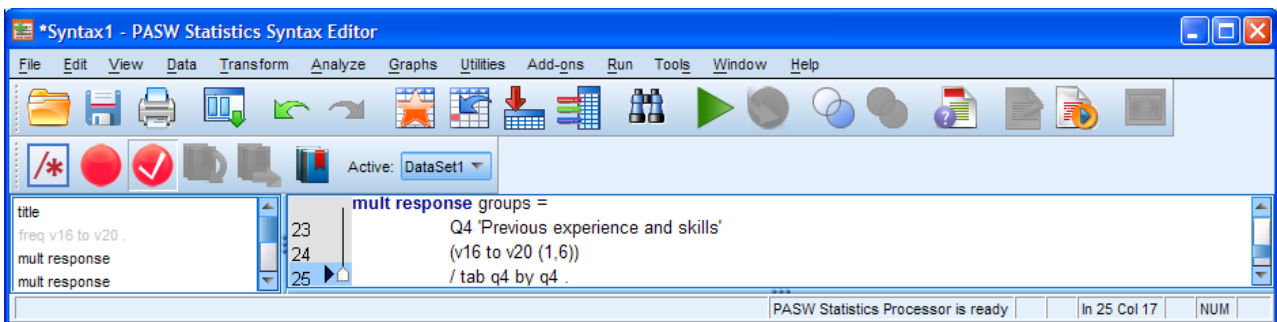 *Syntax1 - PASW Statistics Syntax Editor
File Edit View Data Transform Analyze Graphs Utilities Add-ons Run Tools Window Help
/*
Active: DataSet1
title
freq v16 to v20 .
mult response
mult response
mult response groups =
23 Q4 'Previous experience and skills'
24 (v16 to v20 (1,6))
25 / tab q4 by q4 .
PASW Statistics Processor is ready In 25 Col 17 NUM